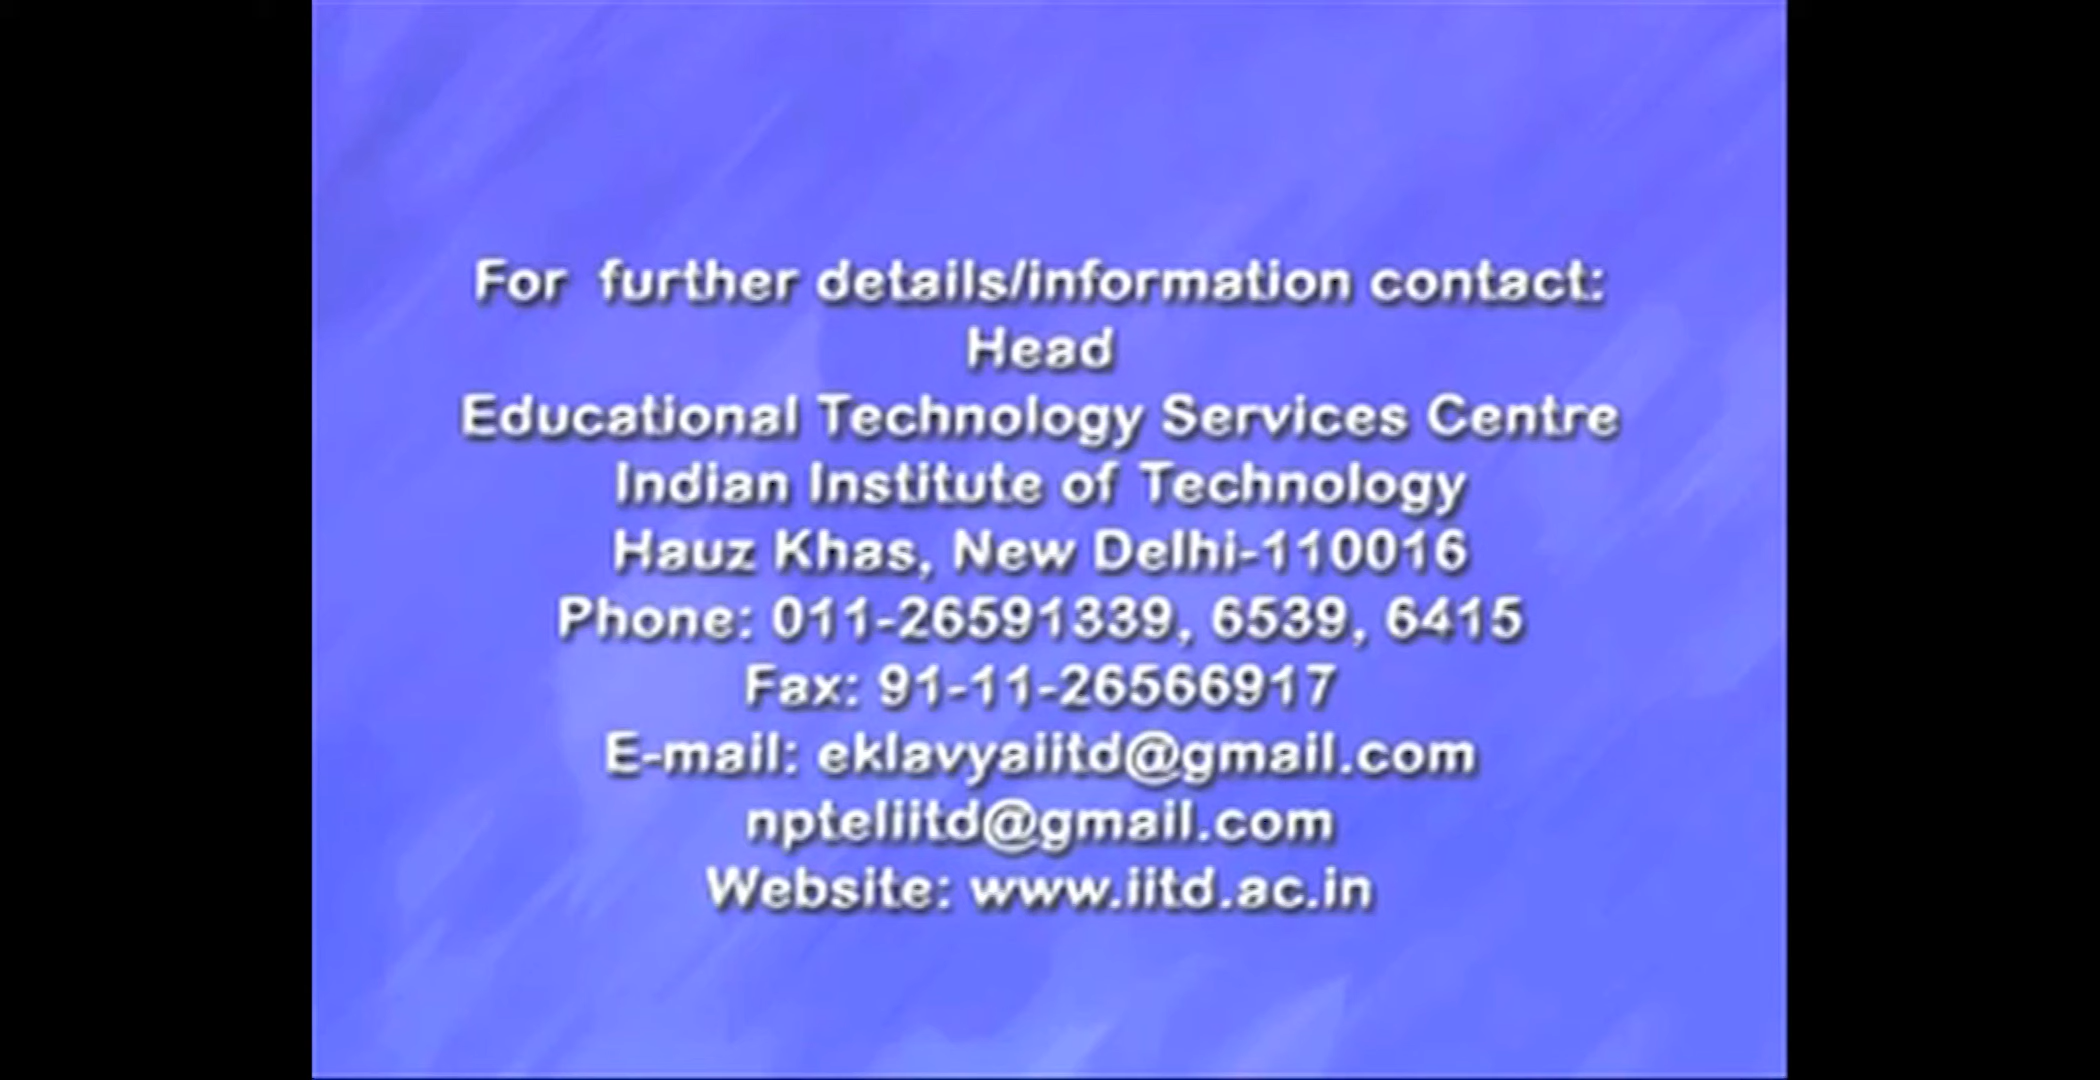 For further details/information contact:
Head
Educational Technology Services Centre
Indian Institute of Technology
Hauz Khas, New Delhi-110016
Phone: 011-26591339, 6539, 6415
Fax: 91-11-26566917
E-mail: eklavyaiitd@gmail.com
npteliitd@gmail.com
Website: www.iitd.ac.in